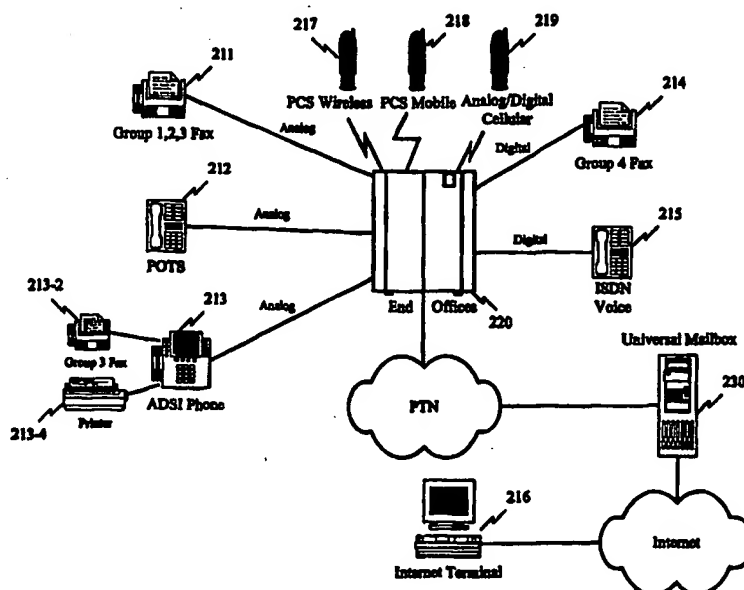 217
218
219
211
PCS Wireless
PCS Mobile
Analog/Digital
Cellular
214
Analog
Group 1,2,3 Fax
Digital
Group 4 Fax
212
Analog
POTS
Digital
215
ISDN
Voice
213-2
213
Analog
End Offices
220
Universal Mailbox
Group 3 Fax
ADSI Phone
230
Printer
213-4
PTN
216
Internet
Internet Terminal